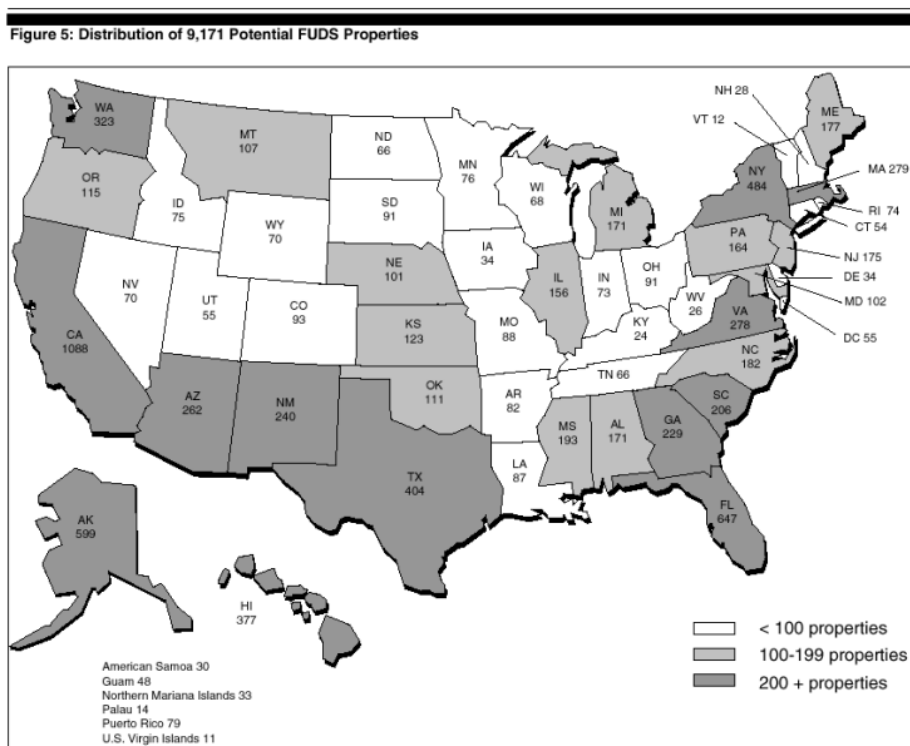 Figure 5: Distribution of 9,171 Potential FUDS Properties
WA
323
MT
107
ND
66
MN
76
NH 28
VT 12
ME
177
OR
115
ID
75
WY
70
SD
91
WI
68
MI
171
NY
484
MA 279
RI 74
CT 54
NV
70
UT
55
CO
93
NE
101
IA
34
IL
156
IN
73
OH
91
PA
164
NJ 175
DE 34
MD 102
DC 55
CA
1088
KS
123
MO
88
KY
24
WV
26
VA
278
AZ
262
NM
240
OK
111
AR
82
TN 66
NC
182
SC
206
TX
404
LA
87
MS
193
AL
171
GA
229
FL
647
AK
599
HI
377
American Samoa 30
Guam 48
Northern Mariana Islands 33
Palau 14
Puerto Rico 79
U.S. Virgin Islands 11
< 100 properties
100-199 properties
200 + properties